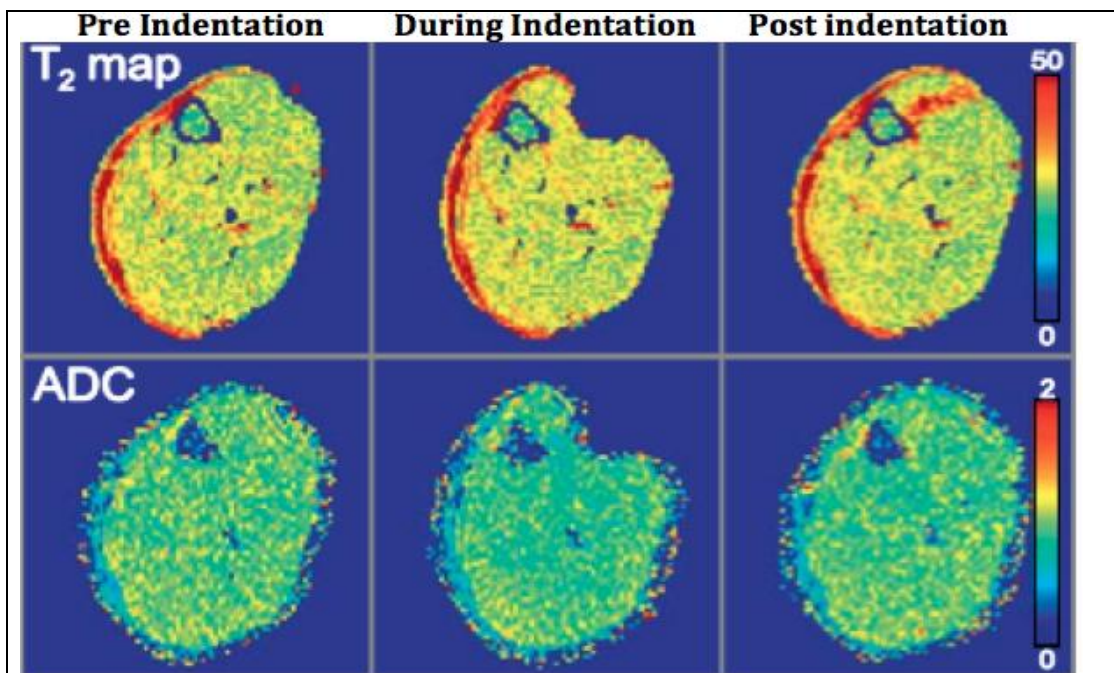 Pre Indentation During Indentation Post indentation
T₂ map
50
0
ADC
2
0